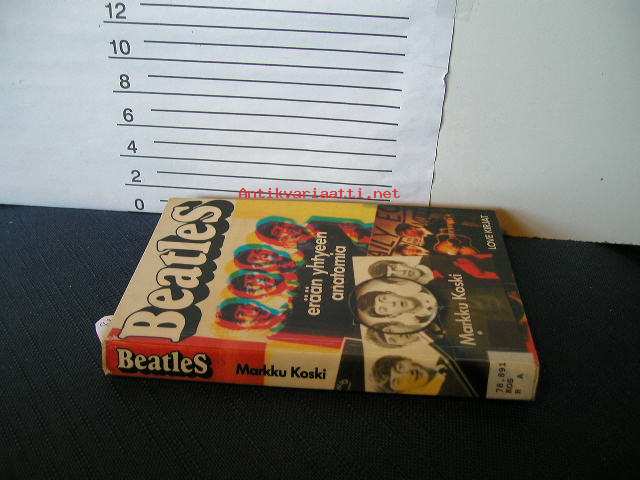 12
10
8
6
4
2
0
Antikvariaatti.net
Beatles
erään yhtyeen
anatomia
Markku Koski
LOVE KIRJAT
Beatles
Markku Koski
78.891
KOS
A